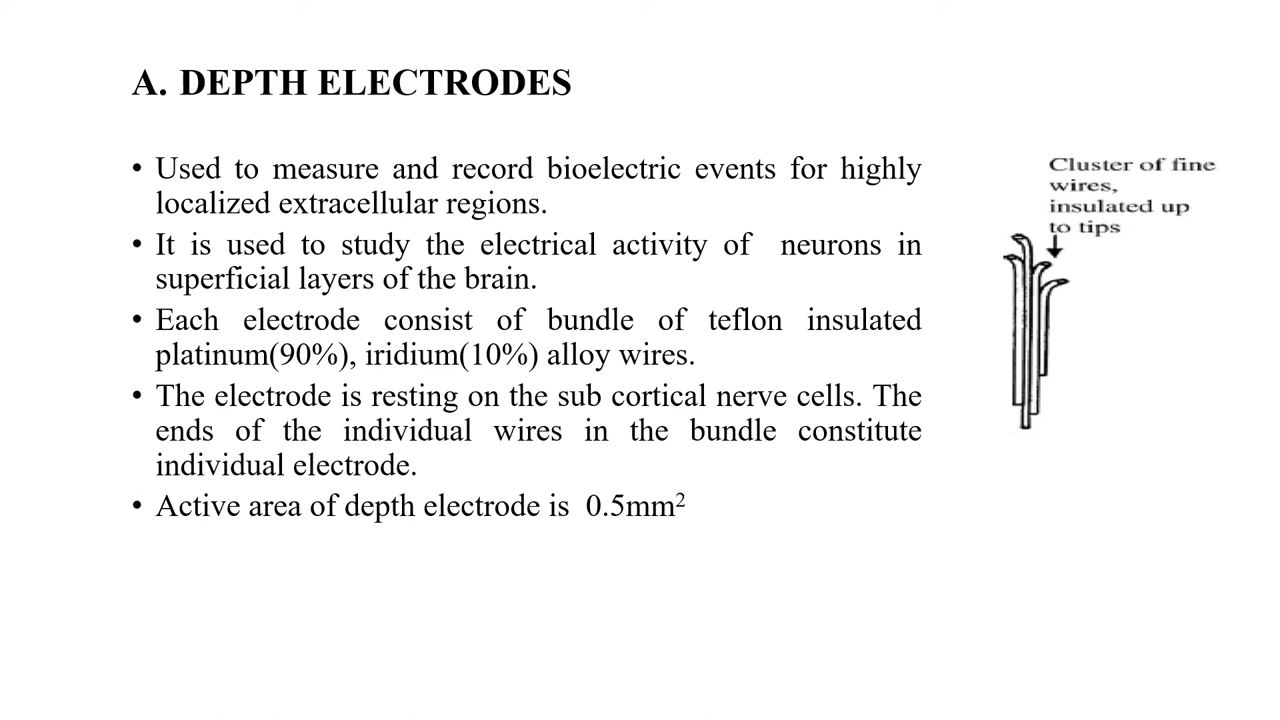 A. DEPTH ELECTRODES
• Used to measure and record bioelectric events for highly
localized extracellular regions.
• It is used to study the electrical activity of neurons in
superficial layers of the brain.
• Each electrode consist of bundle of teflon insulated
platinum(90%), iridium(10%) alloy wires.
• The electrode is resting on the sub cortical nerve cells. The
ends of the individual wires in the bundle constitute
individual electrode.
• Active area of depth electrode is 0.5mm²
Cluster of fine
wires,
insulated up
to tips